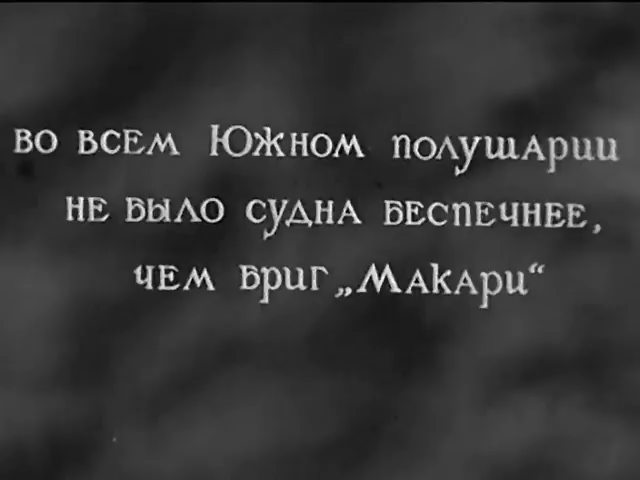 во всем Южном полушарии
не было судна беспечнее,
чем бриг „Макари“